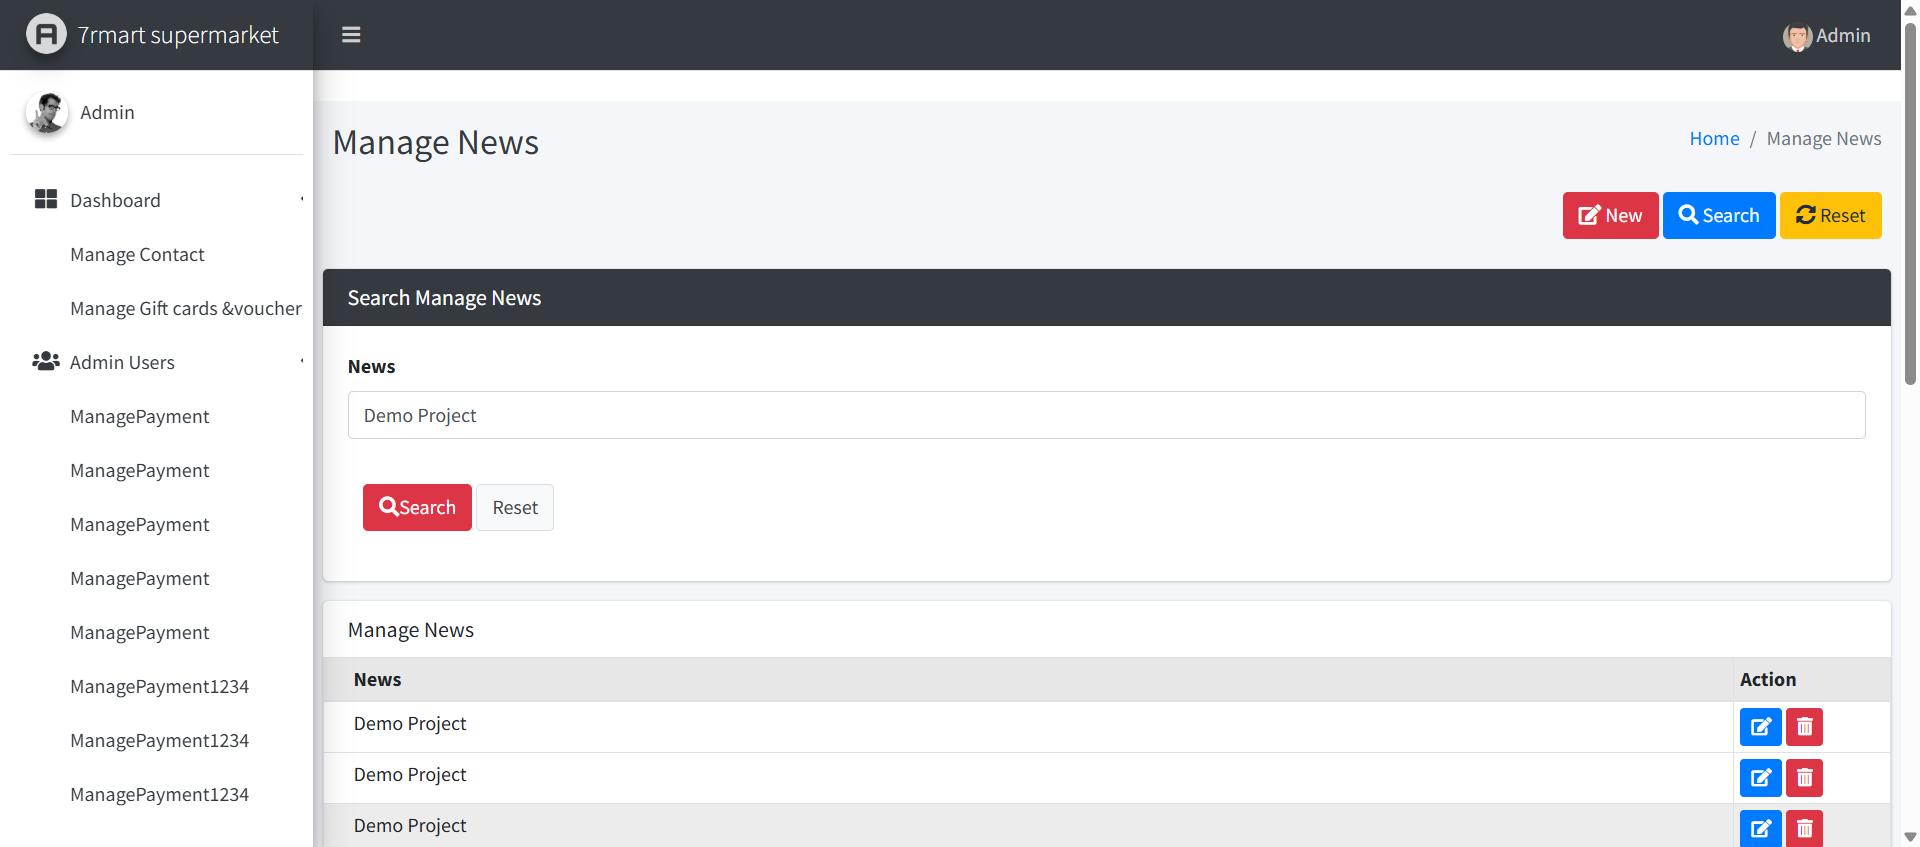 7rmart supermarket
Admin
Admin
Dashboard
Manage Contact
Manage Gift cards &voucher
Admin Users
ManagePayment
ManagePayment
ManagePayment
ManagePayment
ManagePayment
ManagePayment1234
ManagePayment1234
ManagePayment1234
Manage News
Home / Manage News
New Search Reset
Search Manage News
News
Demo Project
Search Reset
Manage News
News Action
Demo Project
Demo Project
Demo Project